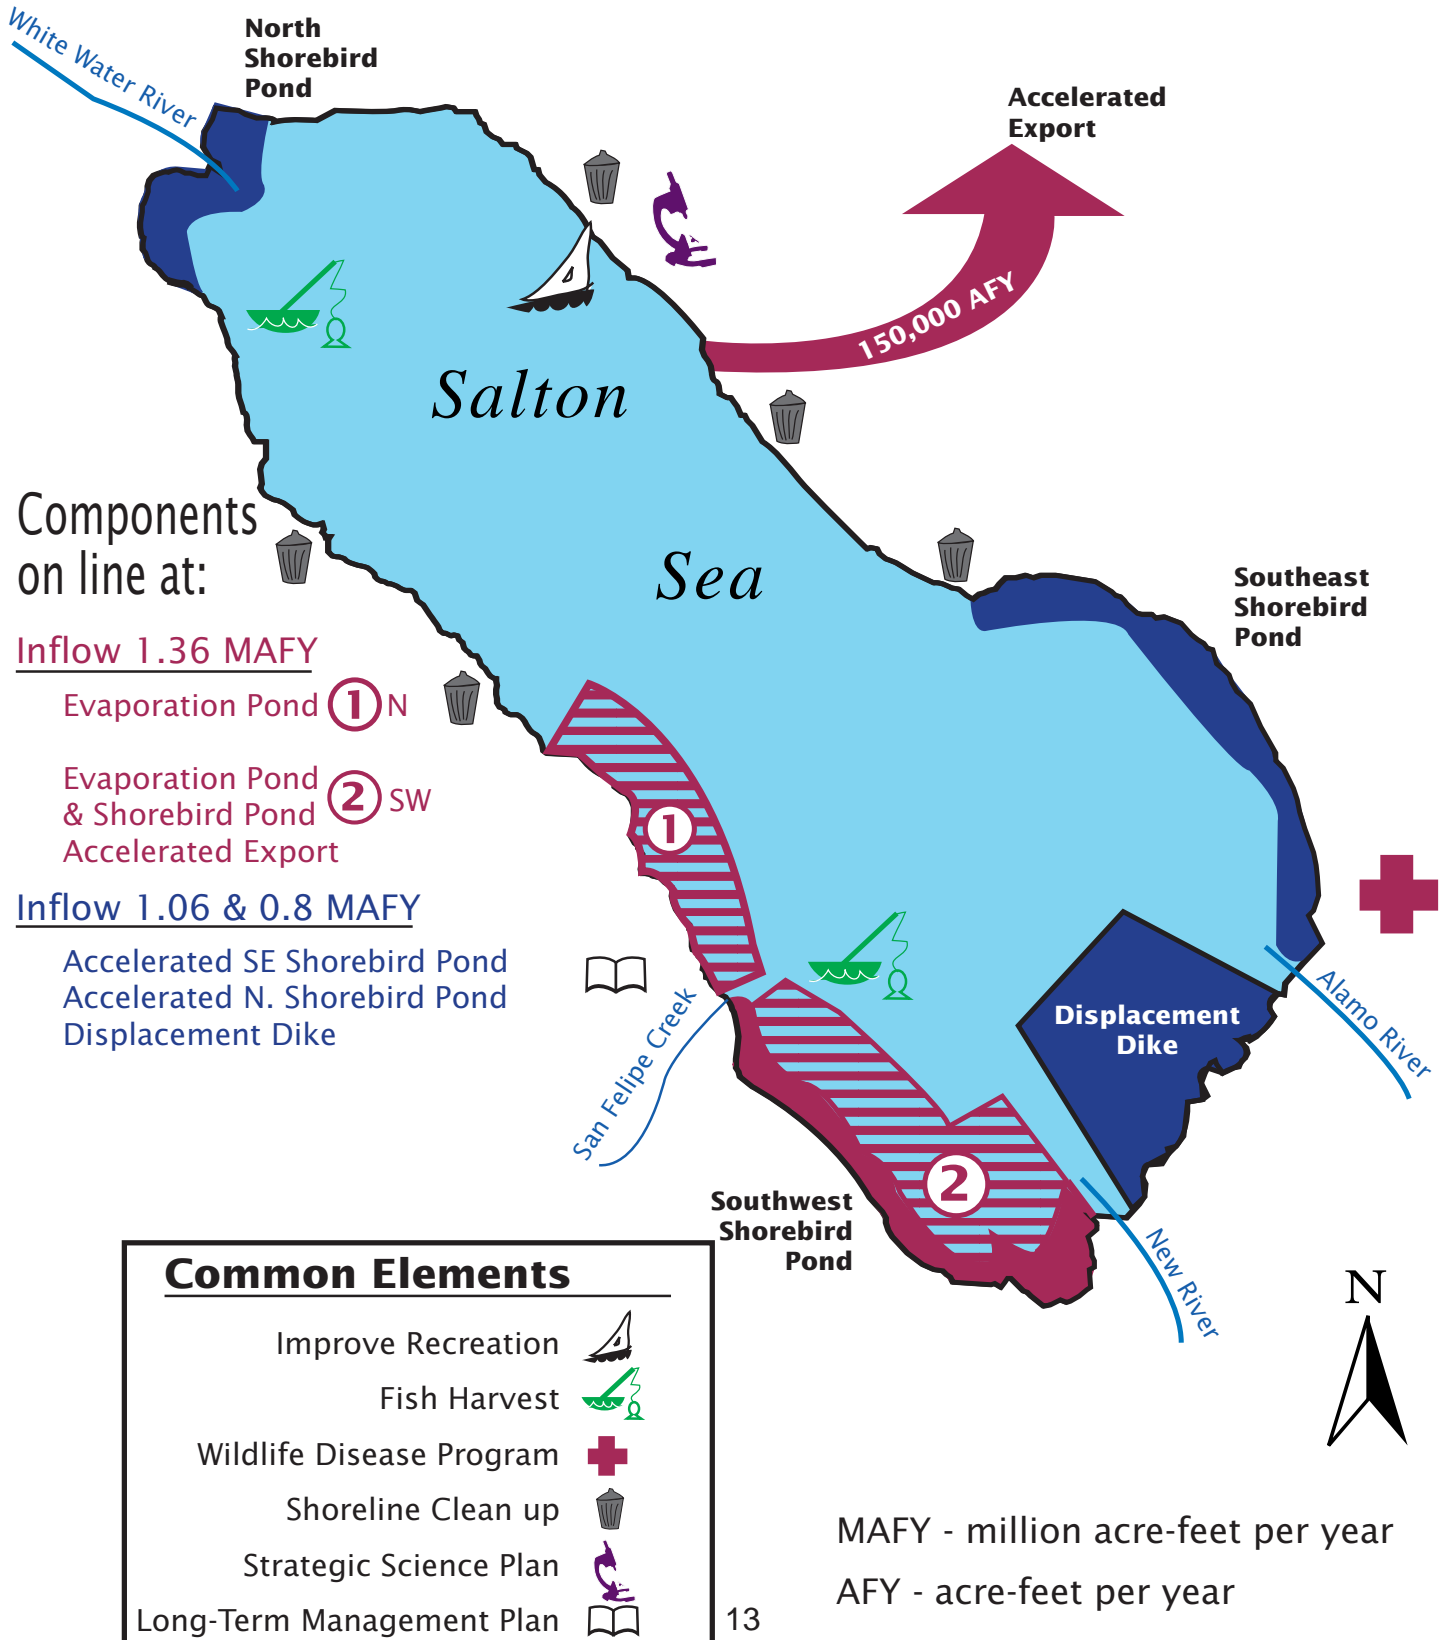 White Water River
North
Shorebird
Pond
Accelerated
Export
150,000 AFY
Salton
Sea
Components
on line at:
Inflow 1.36 MAFY
Evaporation Pond 1 N
Evaporation Pond
& Shorebird Pond 2 SW
Accelerated Export
Inflow 1.06 & 0.8 MAFY
Accelerated SE Shorebird Pond
Accelerated N. Shorebird Pond
Displacement Dike
Southeast
Shorebird
Pond
1
San Felipe Creek
Displacement
Dike
Alamo River
2
Southwest
Shorebird
Pond
New River
N
Common Elements
Improve Recreation
Fish Harvest
Wildlife Disease Program
Shoreline Clean up
Strategic Science Plan
Long-Term Management Plan
13
MAFY - million acre-feet per year
AFY - acre-feet per year